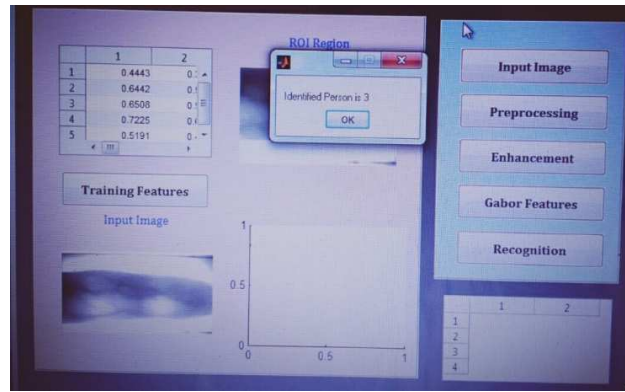 ROI Region
1 2
1 0.4443
2 0.6442
3 0.6508
4 0.7225
5 0.5191
Identified Person is 3
OK
Training Features
Input Image
1
0.5
0
0 0.5 1
Input Image
Preprocessing
Enhancement
Gabor Features
Recognition
1 2
1
2
3
4